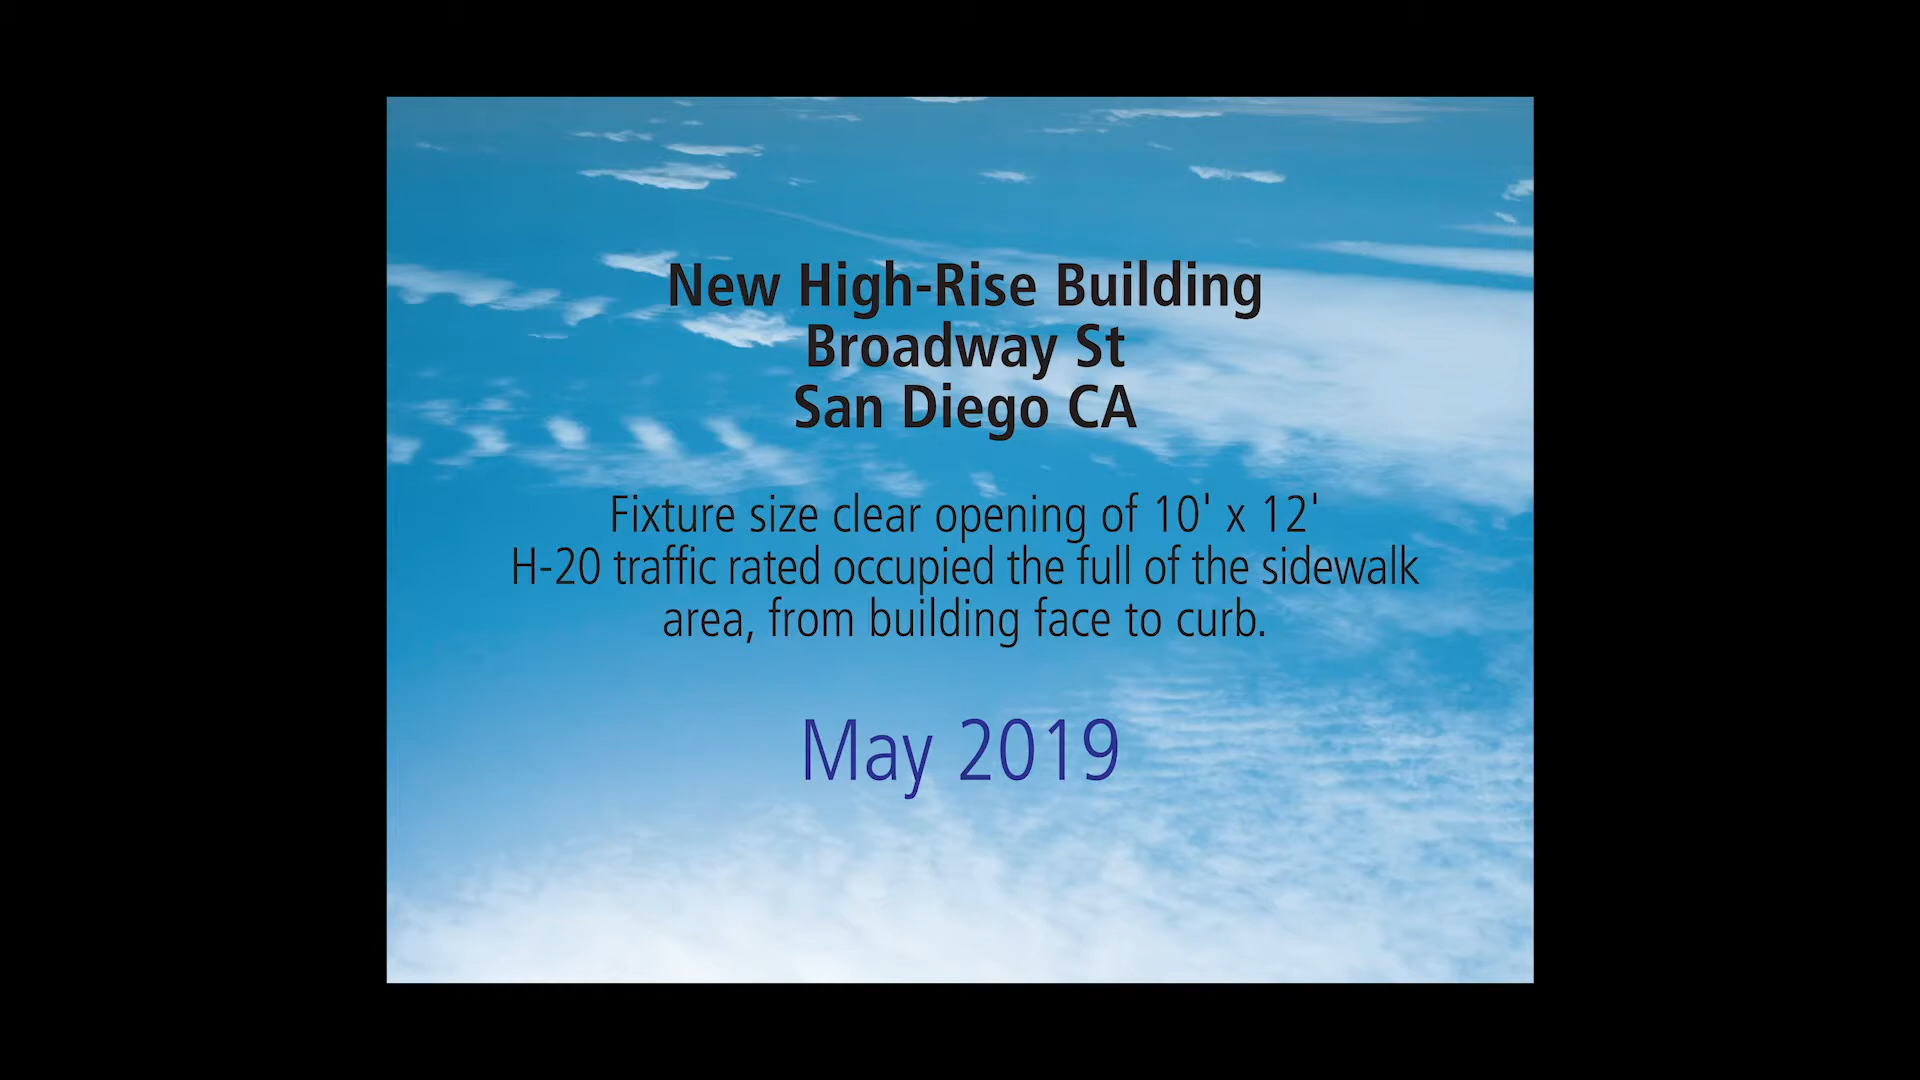 New High-Rise Building
Broadway St
San Diego CA
Fixture size clear opening of 10' x 12'
H-20 traffic rated occupied the full of the sidewalk
area, from building face to curb.
May 2019